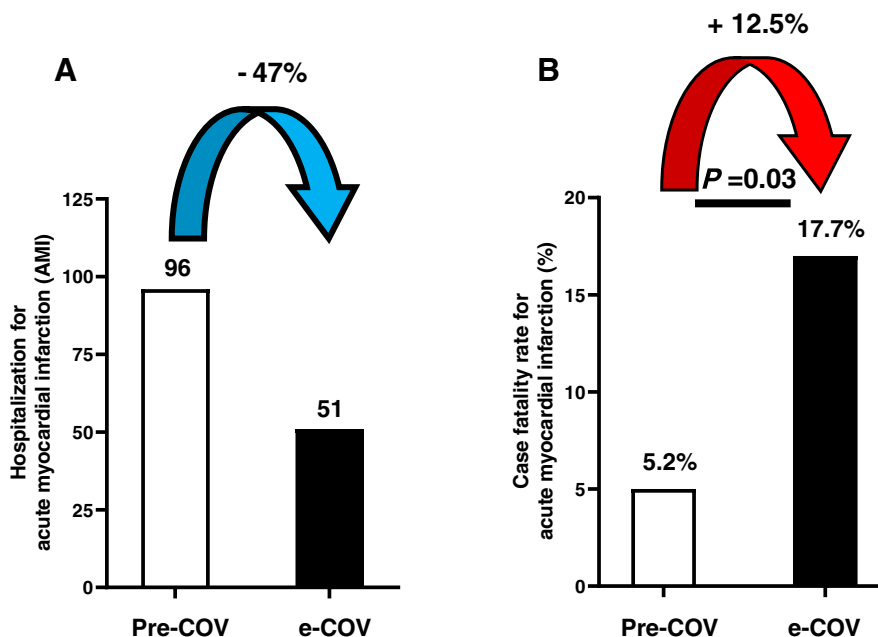 A
- 47%
Hospitalization for
acute myocardial infarction (AMI)
125
100
75
50
25
0
96
51
Pre-COV
e-COV
B
+ 12.5%
P =0.03
Case fatality rate for
acute myocardial infarction (%)
20
15
10
5
0
5.2%
17.7%
Pre-COV
e-COV